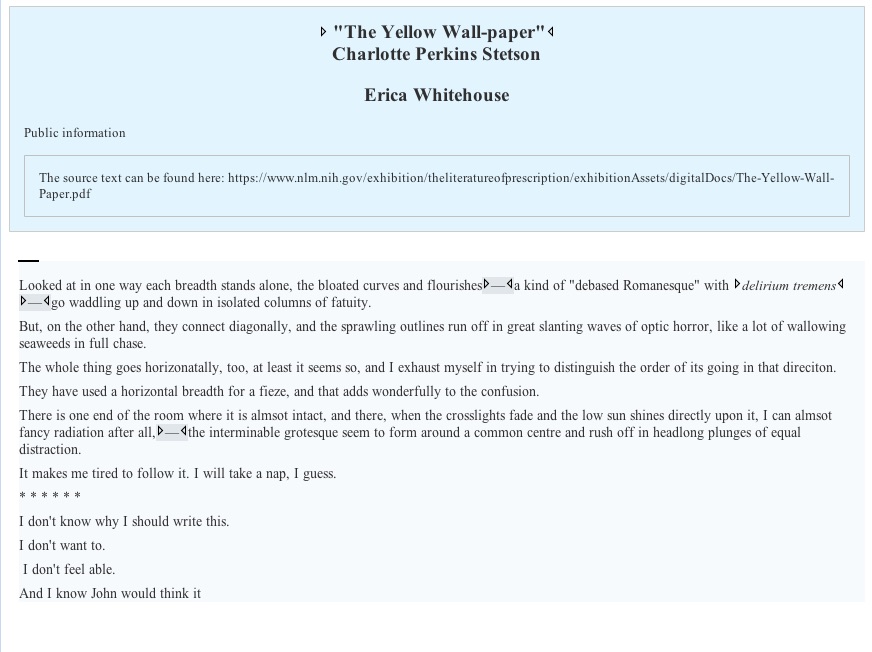 "The Yellow Wall-paper"
Charlotte Perkins Stetson
Erica Whitehouse
Public information
The source text can be found here: https://www.nlm.nih.gov/exhibition/theliteratureofprescription/exhibitionAssets/digitalDocs/The-Yellow-Wall-
Paper.pdf
Looked at in one way each breadth stands alone, the bloated curves and flourishes—a kind of "debased Romanesque" with delirium tremens
—go waddling up and down in isolated columns of fatuity.
But, on the other hand, they connect diagonally, and the sprawling outlines run off in great slanting waves of optic horror, like a lot of wallowing
seaweeds in full chase.
The whole thing goes horizonatally, too, at least it seems so, and I exhaust myself in trying to distinguish the order of its going in that direciton.
They have used a horizontal breadth for a fieze, and that adds wonderfully to the confusion.
There is one end of the room where it is almsot intact, and there, when the crosslights fade and the low sun shines directly upon it, I can almsot
fancy radiation after all,—the interminable grotesque seem to form around a common centre and rush off in headlong plunges of equal
distraction.
It makes me tired to follow it. I will take a nap, I guess.
* * * * * *
I don't know why I should write this.
I don't want to.
I don't feel able.
And I know John would think it